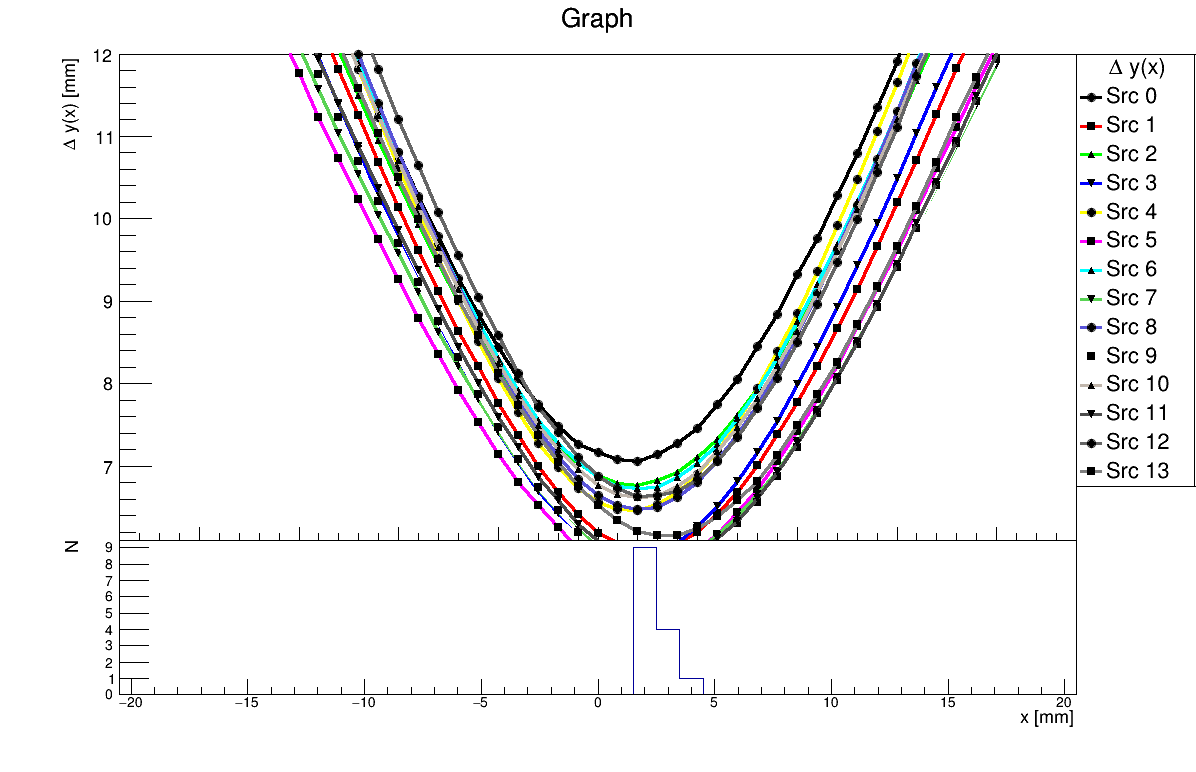 Graph
Δ y(x) [mm]
12
11
10
9
8
7
Δ y(x)
Src 0
Src 1
Src 2
Src 3
Src 4
Src 5
Src 6
Src 7
Src 8
Src 9
Src 10
Src 11
Src 12
Src 13
N
9
8
7
6
5
4
3
2
1
0
−20 −15 −10 −5 0 5 10 15 20
x [mm]